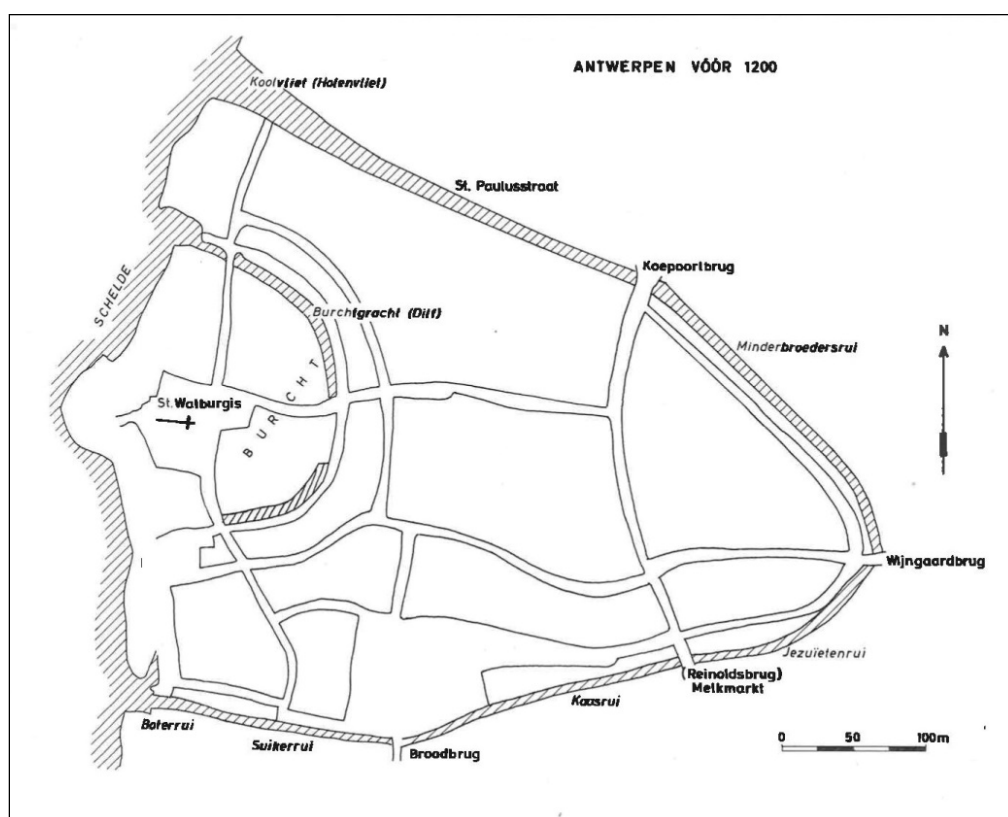 ANTWERPEN VÓÓR 1200
Koolvliet (Holenvliet)
St. Paulusstraat
Koepoortbrug
SCHELDE
Burchtgracht (Dilf)
N
Minderbroedersrui
BURCHT
St. Walburgis
Wijngaardbrug
Jezuïetenrui
(Reinoldsbrug)
Melkmarkt
Kaasrui
Boterrui
Suikerrui
Broodbrug
0 50 100m